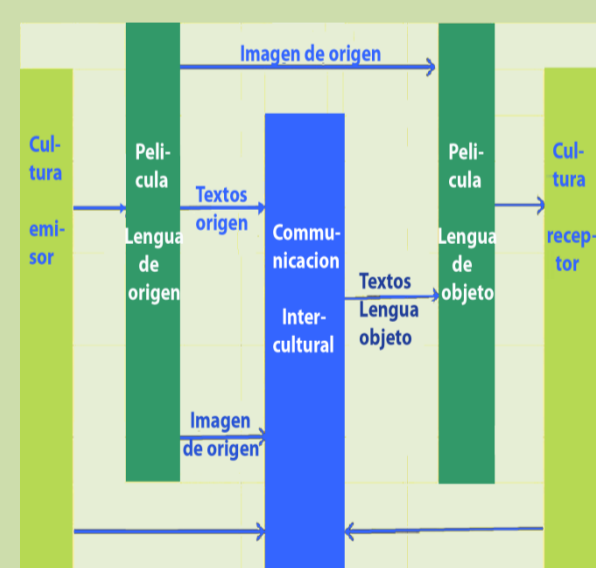 Imagen de origen
Cul-
tura
emi-
sor
Peli-
cula
Lengua
de
origen
Textos
origen
Imagen
de origen
Commu-
nicacion
Inter-
cultural
Textos
Lengua
objeto
Peli-
cula
Lengua
de
objeto
Cul-
tura
recep-
tor